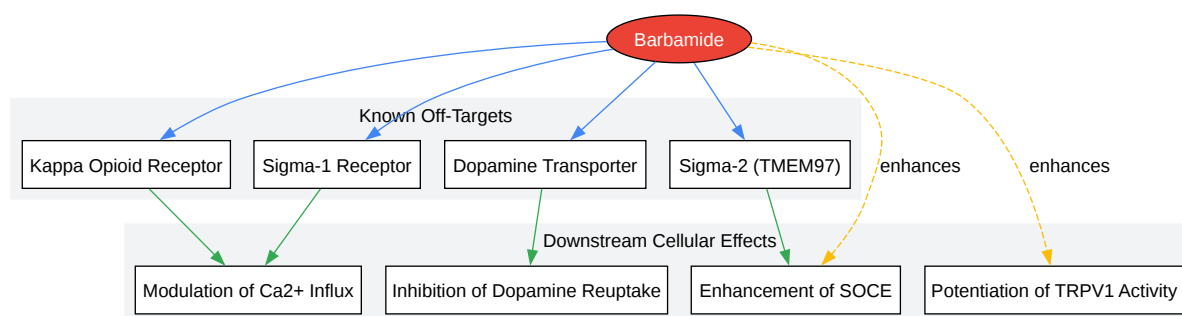 Barbamide
Known Off-Targets
Kappa Opioid Receptor
Sigma-1 Receptor
Dopamine Transporter
Sigma-2 (TMEM97)
enhances
enhances
Downstream Cellular Effects
Modulation of Ca2+ Influx
Inhibition of Dopamine Reuptake
Enhancement of SOCE
Potentiation of TRPV1 Activity